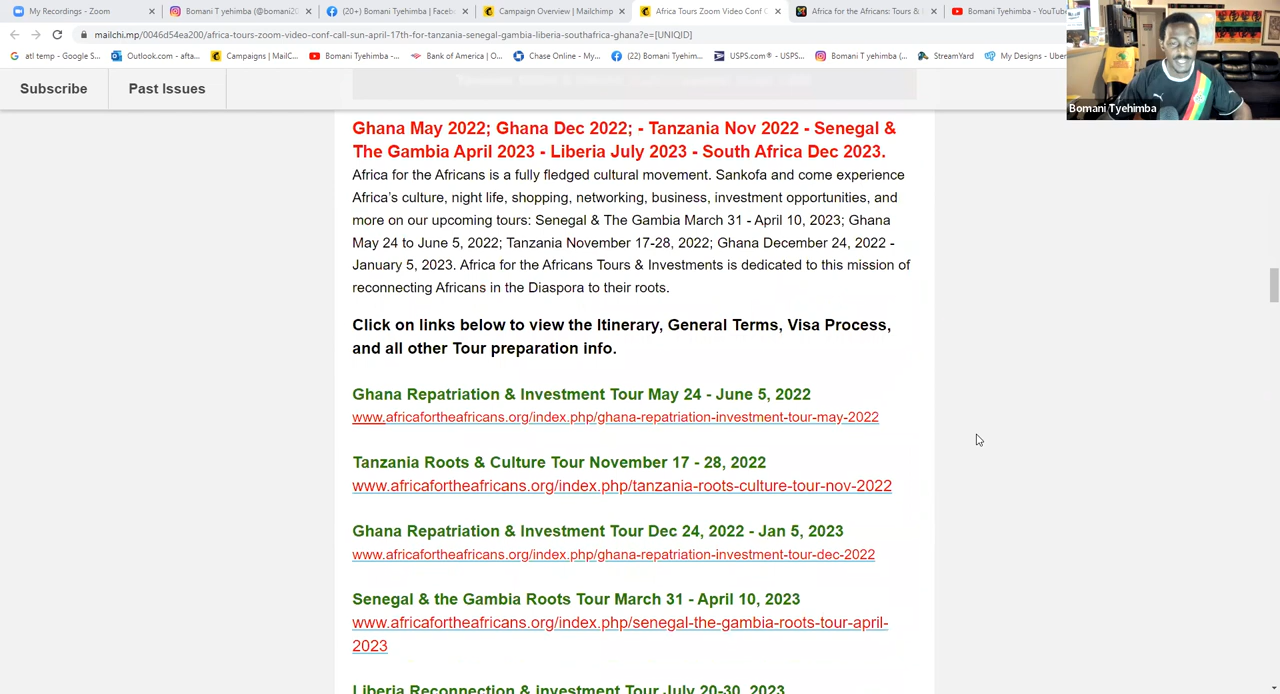 My Recordings - Zoom
Bomani T yehimba (@bomani20
(20+) Bomani Tyehimba | Faceb
Campaign Overview | Mailchimp
Africa Tours Zoom Video Conf C
Africa for the Africans: Tours &
Bomani Tyehimba - YouTube
mailchi.mp/0046d54ea200/africa-tours-zoom-video-conf-call-sun-april-17th-for-tanzania-senegal-gambia-liberia-southafrica-ghana?e=[UNIQID]
atl temp - Google S...
Outlook.com - afta...
Campaigns | MailC...
Bomani Tyehimba -...
Bank of America | O...
Chase Online - My...
(22) Bomani Tyehim...
USPS.com® - USPS...
Bomani T yehimba (...
StreamYard
My Designs - Uber
Bomani Tyehimba
Subscribe
Past Issues
Ghana May 2022; Ghana Dec 2022; - Tanzania Nov 2022 - Senegal &
The Gambia April 2023 - Liberia July 2023 - South Africa Dec 2023.
Africa for the Africans is a fully fledged cultural movement. Sankofa and come experience
Africa’s culture, night life, shopping, networking, business, investment opportunities, and
more on our upcoming tours: Senegal & The Gambia March 31 - April 10, 2023; Ghana
May 24 to June 5, 2022; Tanzania November 17-28, 2022; Ghana December 24, 2022 -
January 5, 2023. Africa for the Africans Tours & Investments is dedicated to this mission of
reconnecting Africans in the Diaspora to their roots.
Click on links below to view the Itinerary, General Terms, Visa Process,
and all other Tour preparation info.
Ghana Repatriation & Investment Tour May 24 - June 5, 2022
www.africafortheafricans.org/index.php/ghana-repatriation-investment-tour-may-2022
Tanzania Roots & Culture Tour November 17 - 28, 2022
www.africafortheafricans.org/index.php/tanzania-roots-culture-tour-nov-2022
Ghana Repatriation & Investment Tour Dec 24, 2022 - Jan 5, 2023
www.africafortheafricans.org/index.php/ghana-repatriation-investment-tour-dec-2022
Senegal & the Gambia Roots Tour March 31 - April 10, 2023
www.africafortheafricans.org/index.php/senegal-the-gambia-roots-tour-april-
2023
Liberia Reconnection & investment Tour July 20-30, 2023